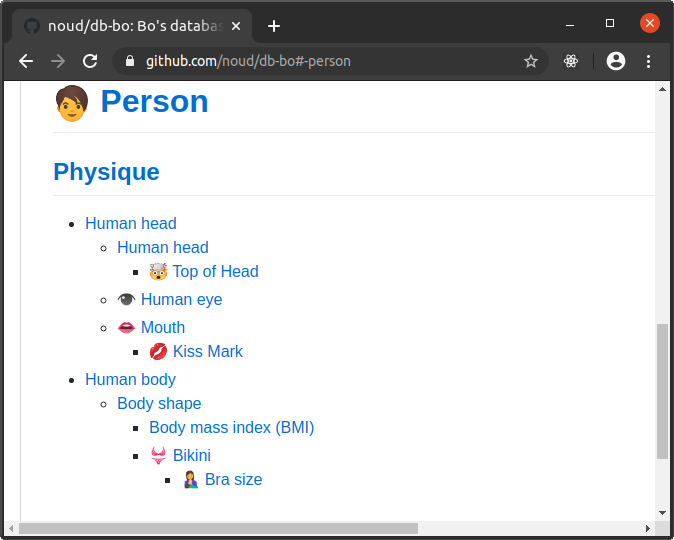 noud/db-bo: Bo's databas
github.com/noud/db-bo#-person
Person
Physique
Human head
Human head
Top of Head
Human eye
Mouth
Kiss Mark
Human body
Body shape
Body mass index (BMI)
Bikini
Bra size